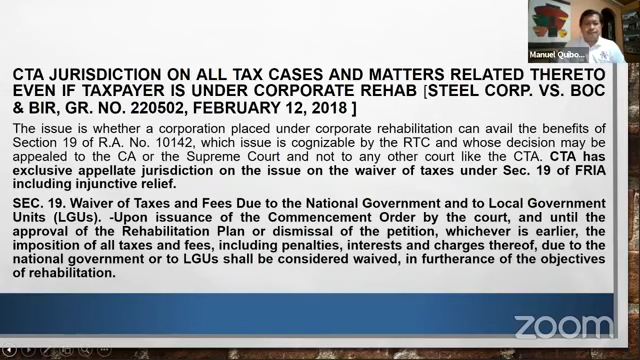 Manuel Quibo...
CTA JURISDICTION ON ALL TAX CASES AND MATTERS RELATED THERETO
EVEN IF TAXPAYER IS UNDER CORPORATE REHAB [STEEL CORP. VS. BOC
& BIR, GR. NO. 220502, FEBRUARY 12, 2018 ]
The issue is whether a corporation placed under corporate rehabilitation can avail the benefits of
Section 19 of R.A. No. 10142, which issue is cognizable by the RTC and whose decision may be
appealed to the CA or the Supreme Court and not to any other court like the CTA. CTA has
exclusive appellate jurisdiction on the issue on the waiver of taxes under Sec. 19 of FRIA
including injunctive relief.
SEC. 19. Waiver of Taxes and Fees Due to the National Government and to Local Government
Units (LGUs). -Upon issuance of the Commencement Order by the court, and until the
approval of the Rehabilitation Plan or dismissal of the petition, whichever is earlier, the
imposition of all taxes and fees, including penalties, interests and charges thereof, due to the
national government or to LGUs shall be considered waived, in furtherance of the objectives
of rehabilitation.
zoom